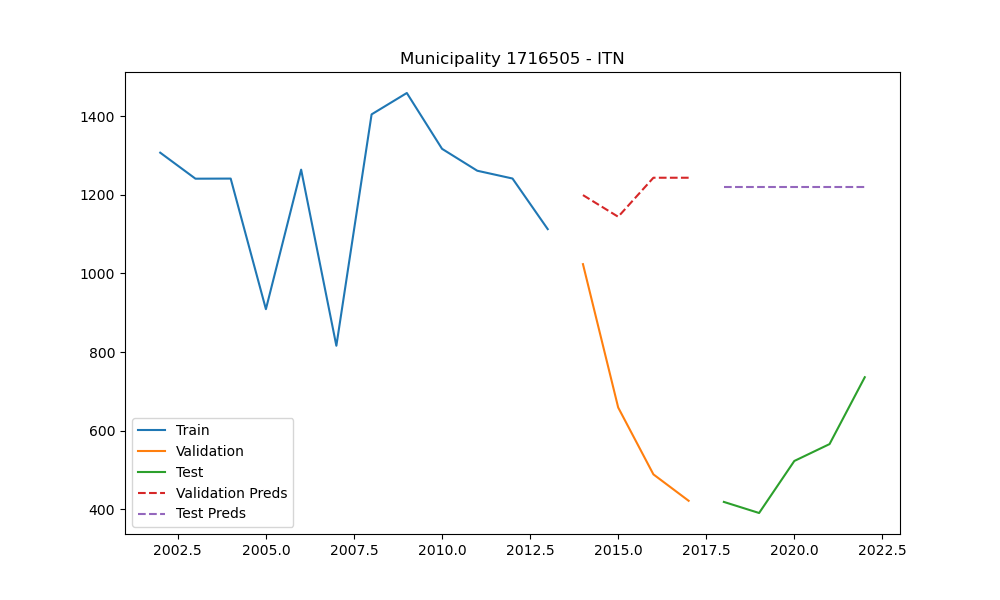 Municipality 1716505 - ITN
1400
1200
1000
800
600
400
Train
Validation
Test
Validation Preds
Test Preds
2002.5 2005.0 2007.5 2010.0 2012.5 2015.0 2017.5 2020.0 2022.5